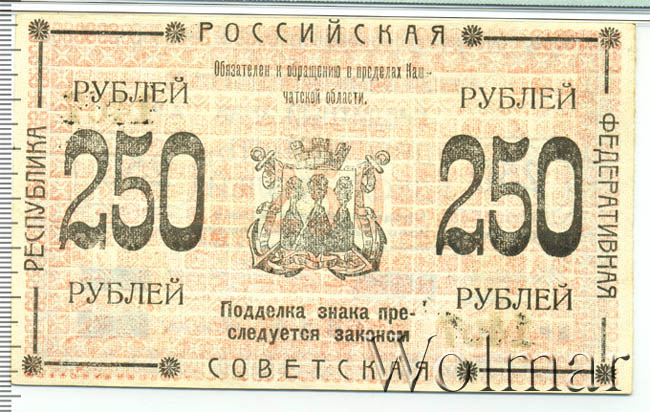 РОССИЙСКАЯ
Обязателен к обращению в пределах Кам-
чатской области.
РУБЛЕЙ
250
РУБЛЕЙ
РУБЛЕЙ
250
РУБЛЕЙ
РЕСПУБЛИКА
ФЕДЕРАТИВНАЯ
Подделка знака пре-
следуется законом
СОВЕТСКАЯ
Wolmar